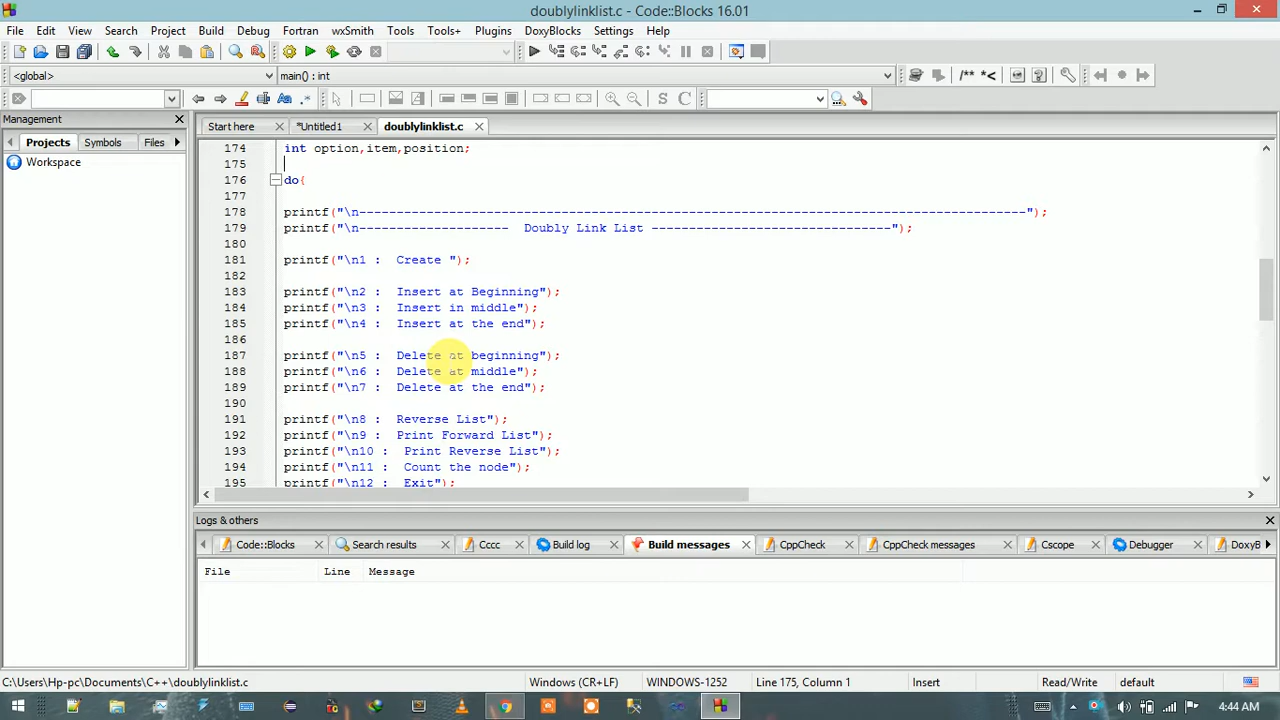 doublylinklist.c - Code::Blocks 16.01
File Edit View Search Project Build Debug Fortran wxSmith Tools Tools+ Plugins DoxyBlocks Settings Help
<global> main() : int /** *<
Aa .* S C
Management Start here *Untitled1 doublylinklist.c
Projects Symbols Files
Workspace
174 int option,item,position;
175
176 do{
177
178 printf("\n-----------------------------------------------------------------------------------------");
179 printf("\n--------------------  Doubly Link List --------------------------------");
180
181 printf("\n1 :  Create ");
182
183 printf("\n2 :  Insert at Beginning");
184 printf("\n3 :  Insert in middle");
185 printf("\n4 :  Insert at the end");
186
187 printf("\n5 :  Delete at beginning");
188 printf("\n6 :  Delete at middle");
189 printf("\n7 :  Delete at the end");
190
191 printf("\n8 :  Reverse List");
192 printf("\n9 :  Print Forward List");
193 printf("\n10 :  Print Reverse List");
194 printf("\n11 :  Count the node");
195 printf("\n12 :  Exit");
Logs & others
Code::Blocks Search results Cccc Build log Build messages CppCheck CppCheck messages Cscope Debugger DoxyB
File Line Message
C:\Users\Hp-pc\Documents\C++\doublylinklist.c Windows (CR+LF) WINDOWS-1252 Line 175, Column 1 Insert Read/Write default
4:44 AM